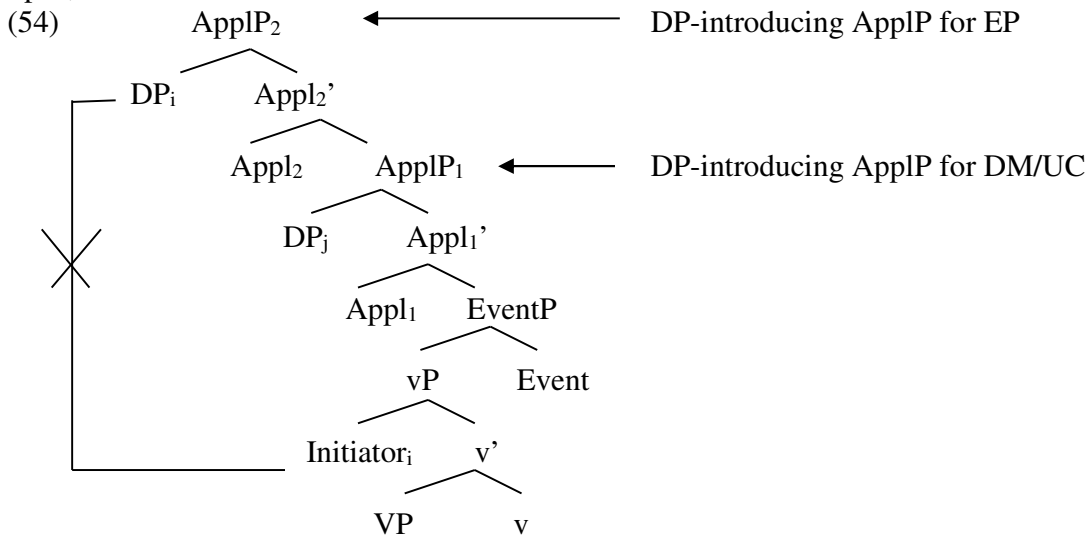 (54) ApplP₂ DP-introducing ApplP for EP
DPᵢ Appl₂’
Appl₂ ApplP₁ DP-introducing ApplP for DM/UC
DPⱼ Appl₁’
Appl₁ EventP
vP Event
Initiatorᵢ v’
VP v